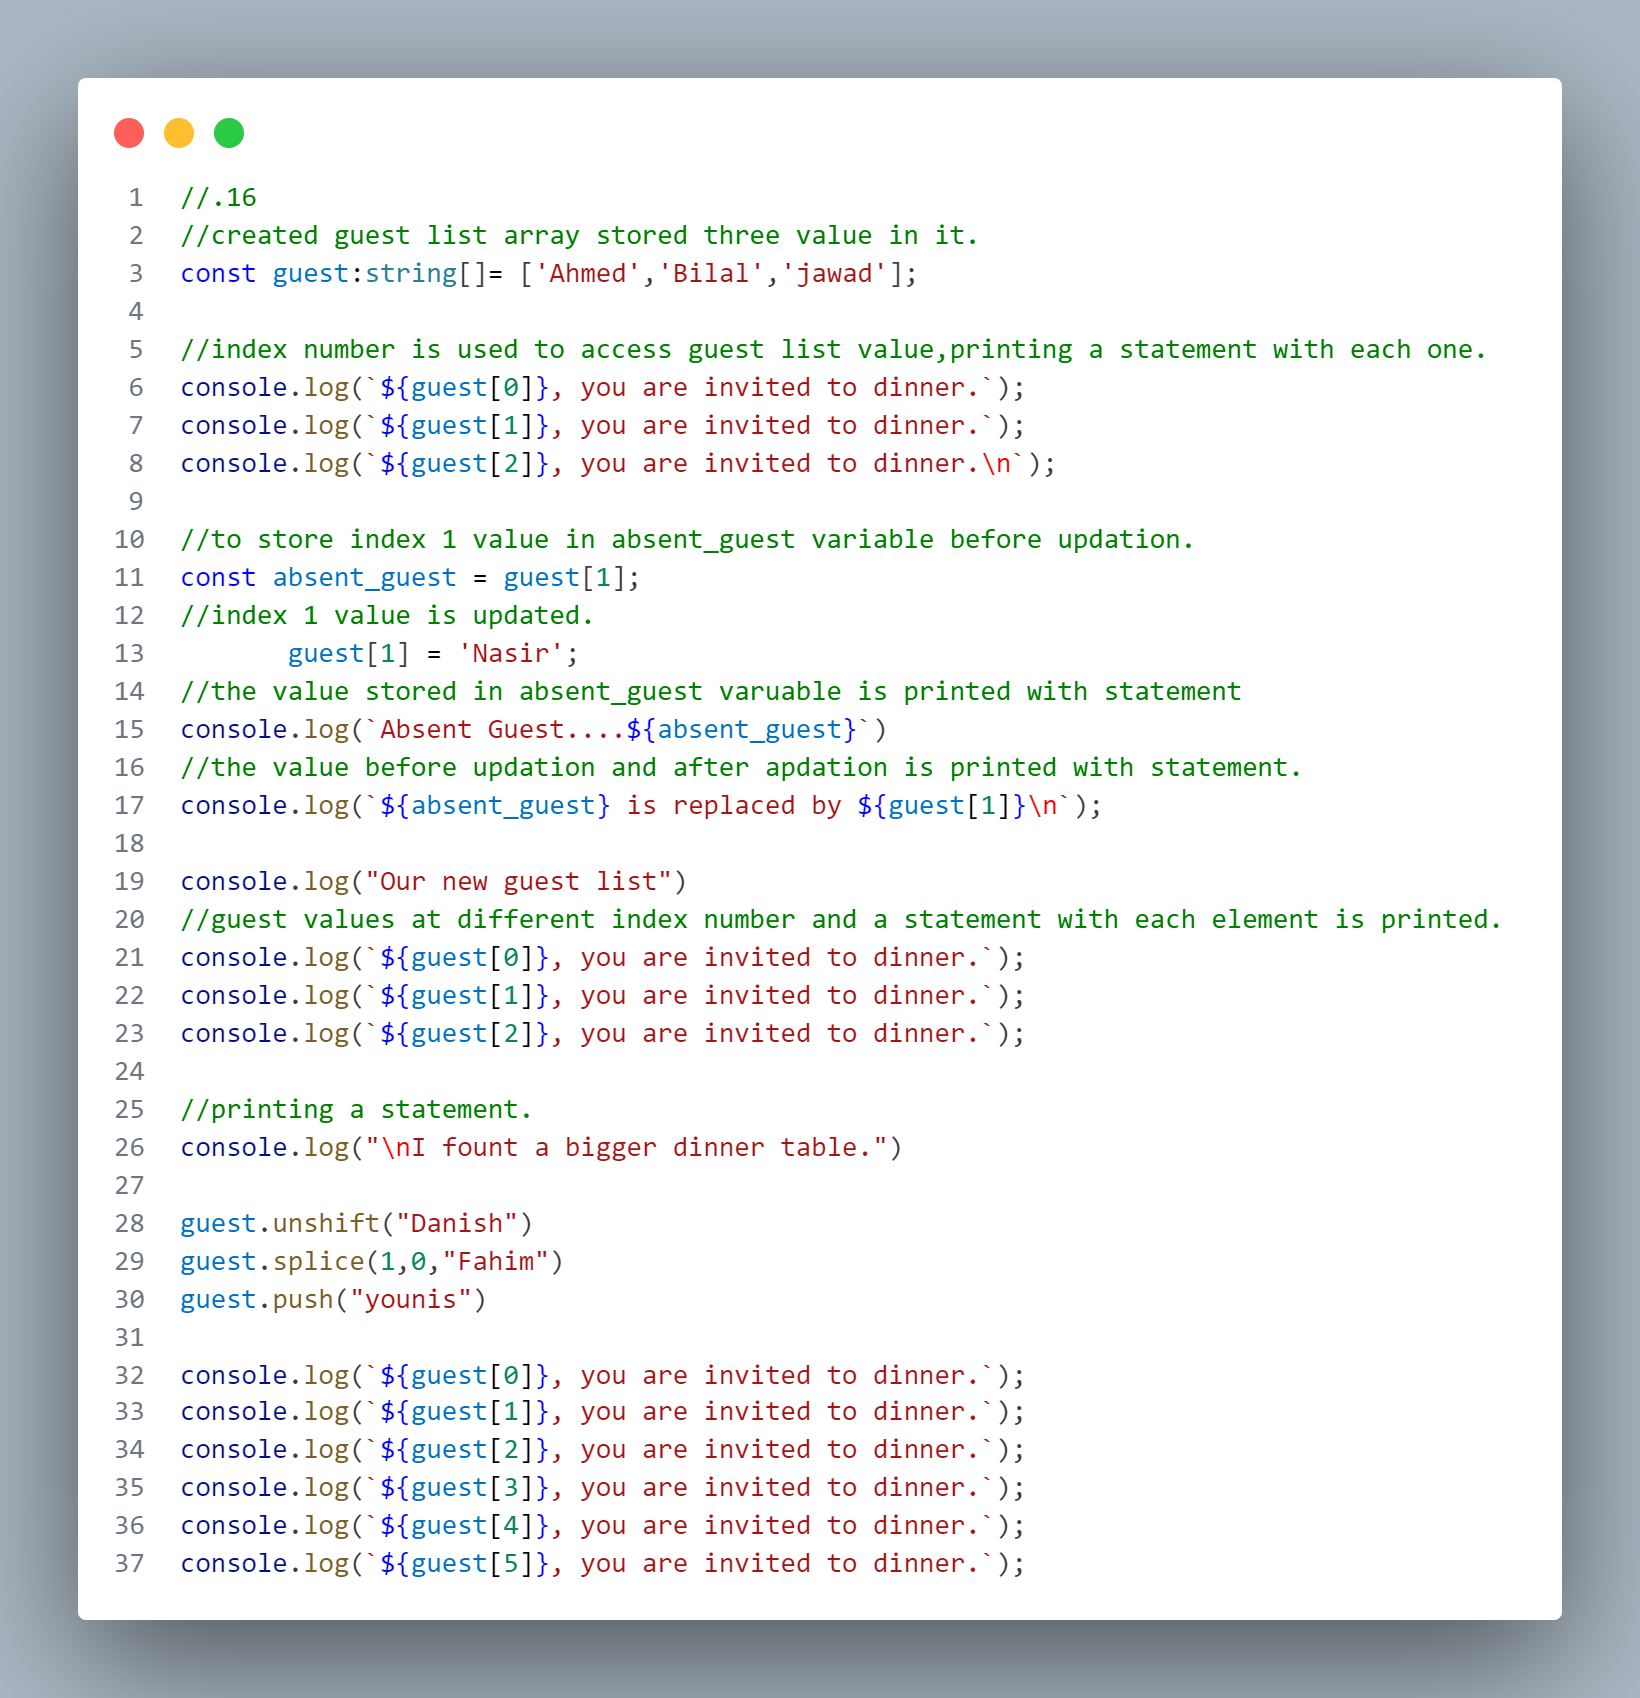 1 //.16
2 //created guest list array stored three value in it.
3 const guest:string[]= ['Ahmed','Bilal','jawad'];
4
5 //index number is used to access guest list value,printing a statement with each one.
6 console.log(`${guest[0]}, you are invited to dinner.`);
7 console.log(`${guest[1]}, you are invited to dinner.`);
8 console.log(`${guest[2]}, you are invited to dinner.\n`);
9
10 //to store index 1 value in absent_guest variable before updation.
11 const absent_guest = guest[1];
12 //index 1 value is updated.
13        guest[1] = 'Nasir';
14 //the value stored in absent_guest varuable is printed with statement
15 console.log(`Absent Guest....${absent_guest}`)
16 //the value before updation and after apdation is printed with statement.
17 console.log(`${absent_guest} is replaced by ${guest[1]}\n`);
18
19 console.log("Our new guest list")
20 //guest values at different index number and a statement with each element is printed.
21 console.log(`${guest[0]}, you are invited to dinner.`);
22 console.log(`${guest[1]}, you are invited to dinner.`);
23 console.log(`${guest[2]}, you are invited to dinner.`);
24
25 //printing a statement.
26 console.log("\nI fount a bigger dinner table.")
27
28 guest.unshift("Danish")
29 guest.splice(1,0,"Fahim")
30 guest.push("younis")
31
32 console.log(`${guest[0]}, you are invited to dinner.`);
33 console.log(`${guest[1]}, you are invited to dinner.`);
34 console.log(`${guest[2]}, you are invited to dinner.`);
35 console.log(`${guest[3]}, you are invited to dinner.`);
36 console.log(`${guest[4]}, you are invited to dinner.`);
37 console.log(`${guest[5]}, you are invited to dinner.`);